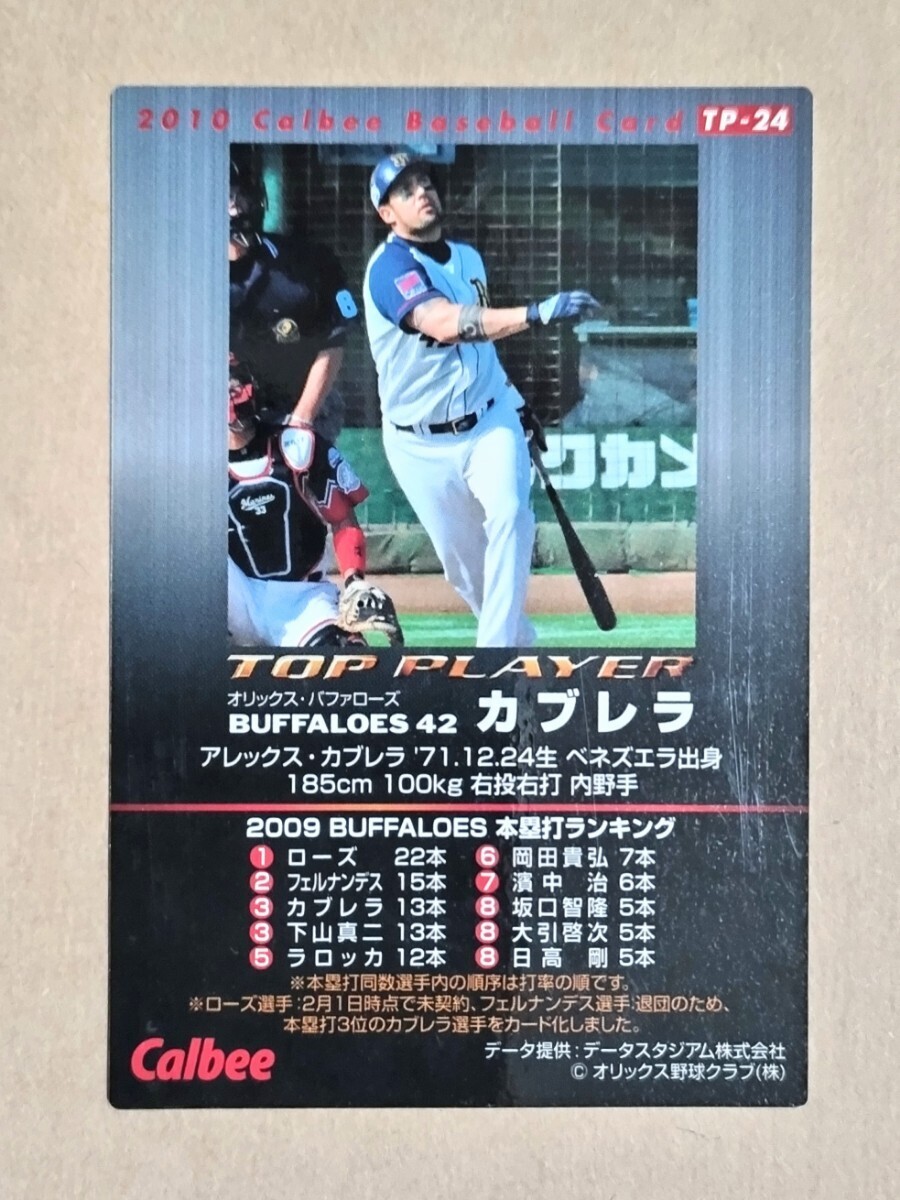 2010 Calbee Baseball Card TP-24
8
Marines
33
ワカメ
TOP PLAYER
オリックス・バファローズ
BUFFALOES 42 カブレラ
アレックス・カブレラ '71.12.24生 ベネズエラ出身
185cm 100kg 右投右打 内野手
2009 BUFFALOES 本塁打ランキング
1 ローズ 22本 6 岡田貴弘 7本
2 フェルナンデス 15本 7 濱中 治 6本
3 カブレラ 13本 8 坂口智隆 5本
3 下山真二 13本 8 大引啓次 5本
5 ラロッカ 12本 8 日高 剛 5本
※本塁打同数選手内の順序は打率の順です。
※ローズ選手:2月1日時点で未契約、フェルナンデス選手:退団のため、
本塁打3位のカブレラ選手をカード化しました。
Calbee
データ提供:データスタジアム株式会社
© オリックス野球クラブ(株)